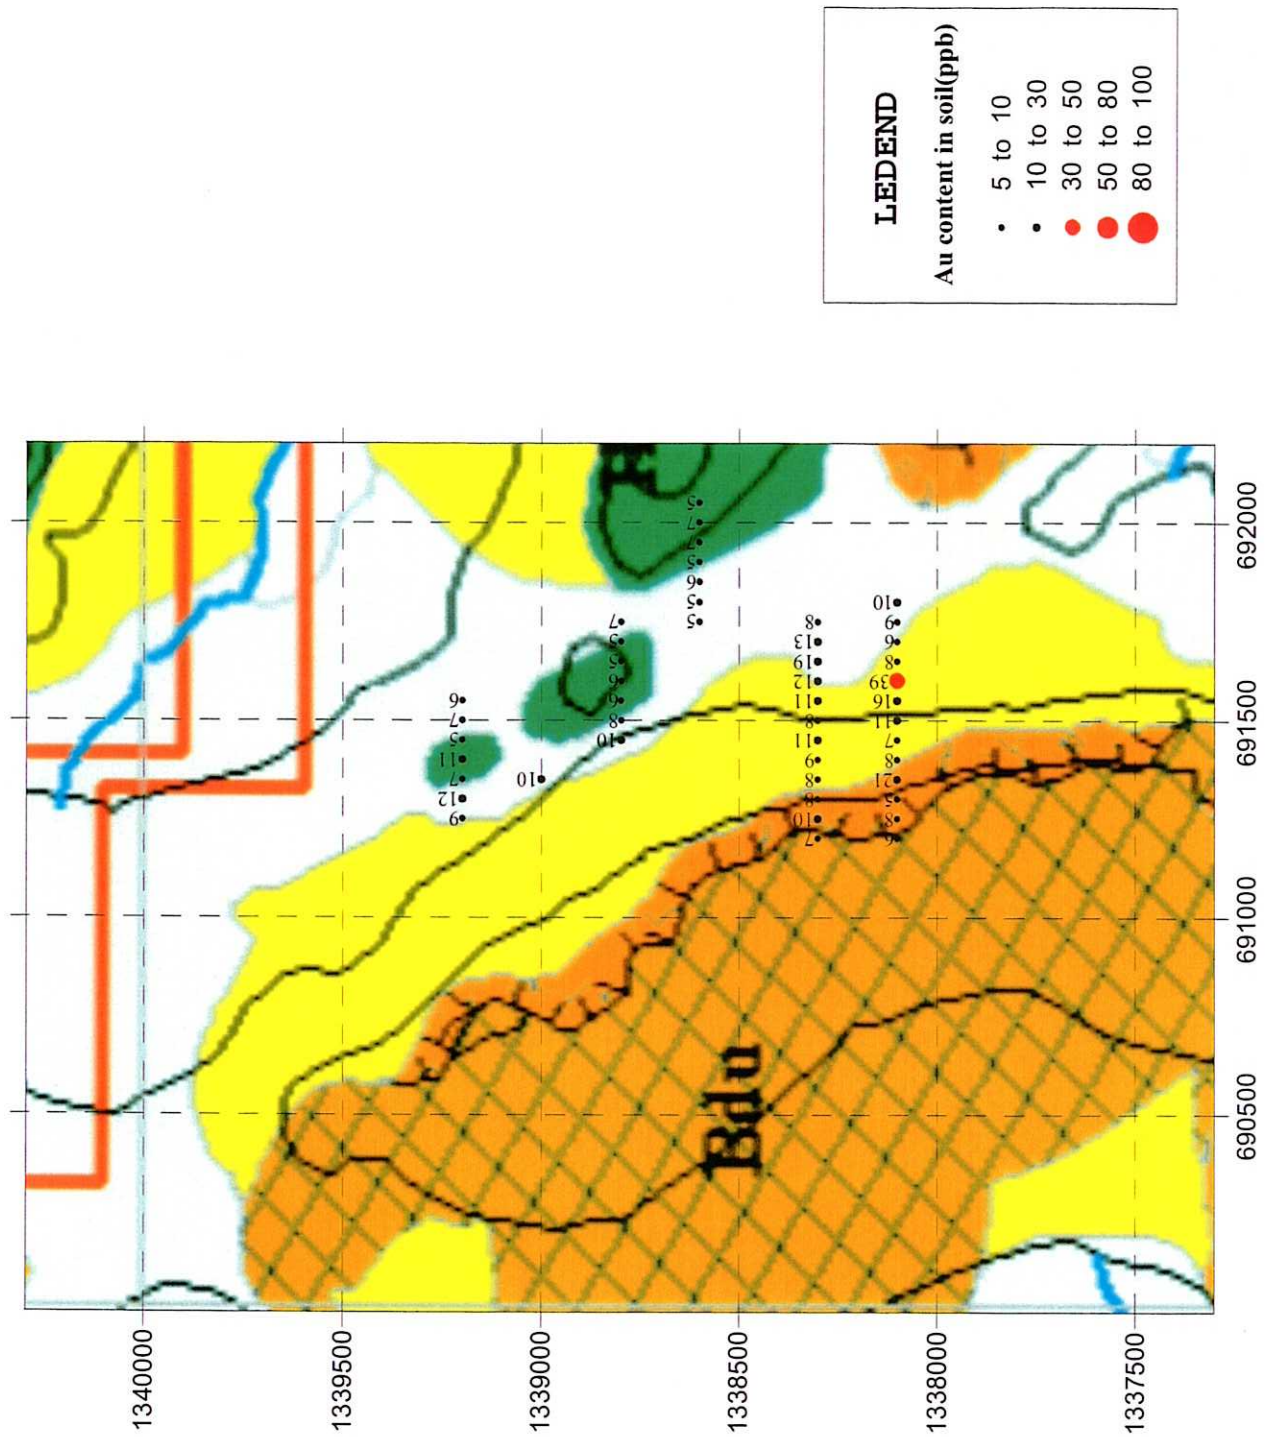 1340000
1339500
1339000
1338500
1338000
1337500
690500
691000
691500
692000
9 12 7 11 5 7 6
10
10 8 6 6 5 5 7
5 5 6 5 7 7 5
7 10 8 8 9 11 8 11 12 19 13 8
6 8 5 21 8 7 11 16 39 8 6 9 10
Bdu
LEDEND
Au content in soil(ppb)
5 to 10
10 to 30
30 to 50
50 to 80
80 to 100